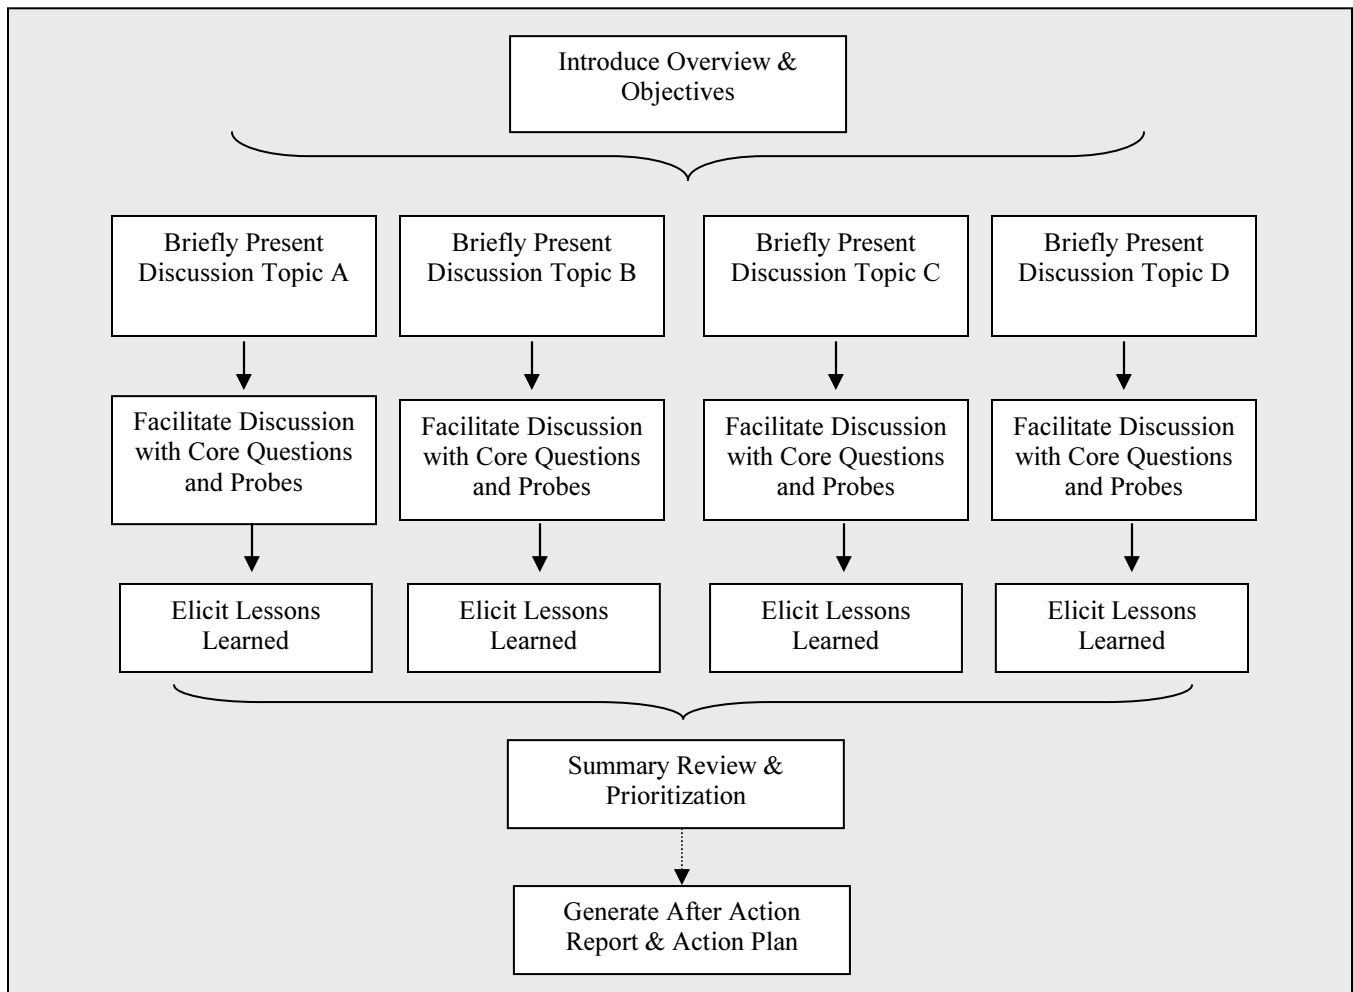 Introduce Overview &
Objectives
Briefly Present
Discussion Topic A
Briefly Present
Discussion Topic B
Briefly Present
Discussion Topic C
Briefly Present
Discussion Topic D
Facilitate Discussion
with Core Questions
and Probes
Facilitate Discussion
with Core Questions
and Probes
Facilitate Discussion
with Core Questions
and Probes
Facilitate Discussion
with Core Questions
and Probes
Elicit Lessons
Learned
Elicit Lessons
Learned
Elicit Lessons
Learned
Elicit Lessons
Learned
Summary Review &
Prioritization
Generate After Action
Report & Action Plan